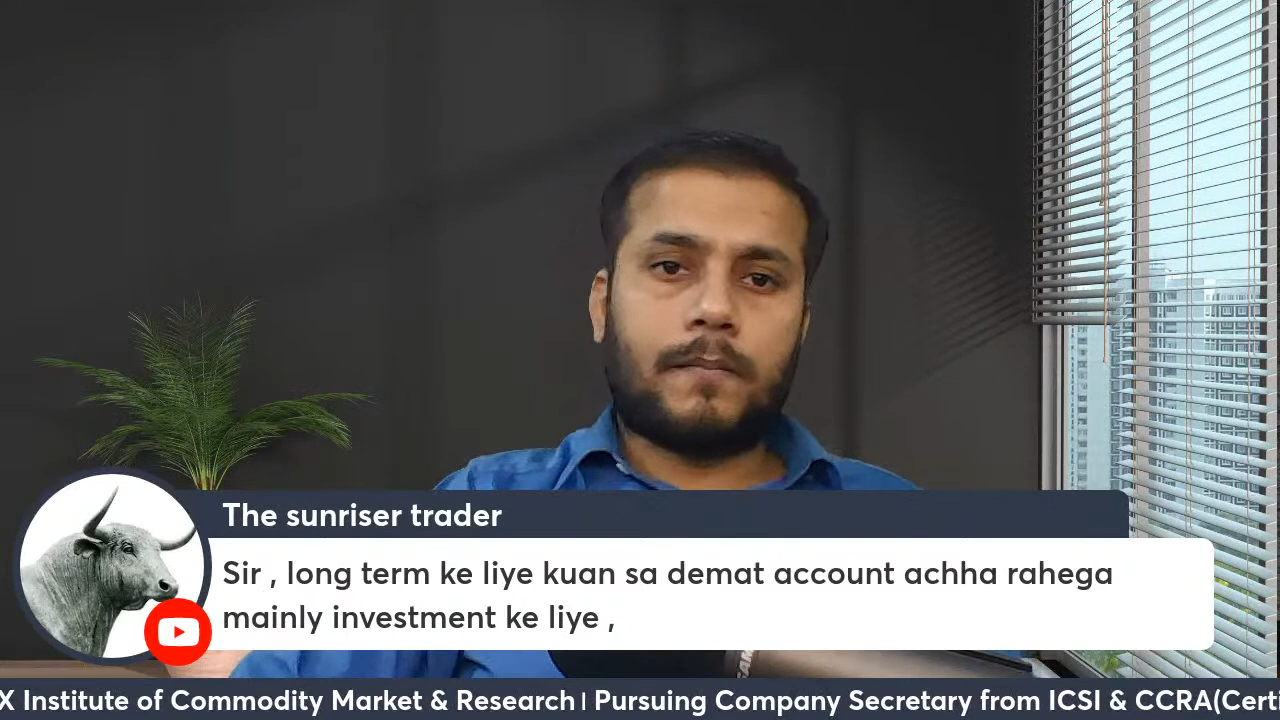 The sunriser trader
Sir , long term ke liye kuan sa demat account achha rahega
mainly investment ke liye ,
X Institute of Commodity Market & Research | Pursuing Company Secretary from ICSI & CCRA(Certi